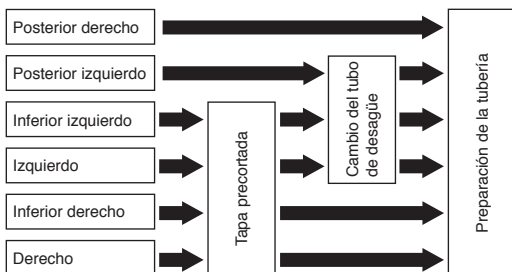 Posterior derecho
Posterior izquierdo
Inferior izquierdo
Izquierdo
Inferior derecho
Derecho
Tapa precortada
Cambio del tubo
de desagüe
Preparación de la tubería